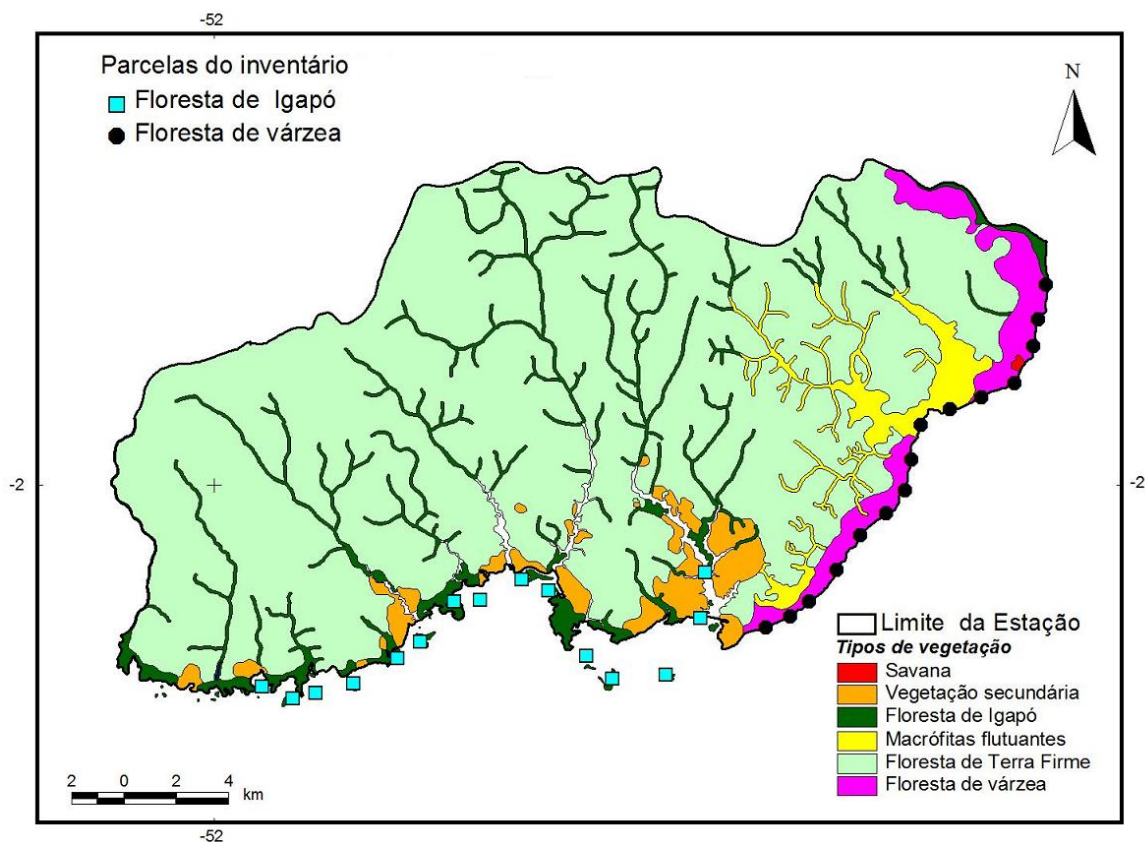 -52
Parcelas do inventário
Floresta de Igapó
Floresta de várzea
N
-2
-2
Limite da Estação
Tipos de vegetação
Savana
Vegetação secundária
Floresta de Igapó
Macrófitas flutuantes
Floresta de Terra Firme
Floresta de várzea
2 0 2 4
km
-52